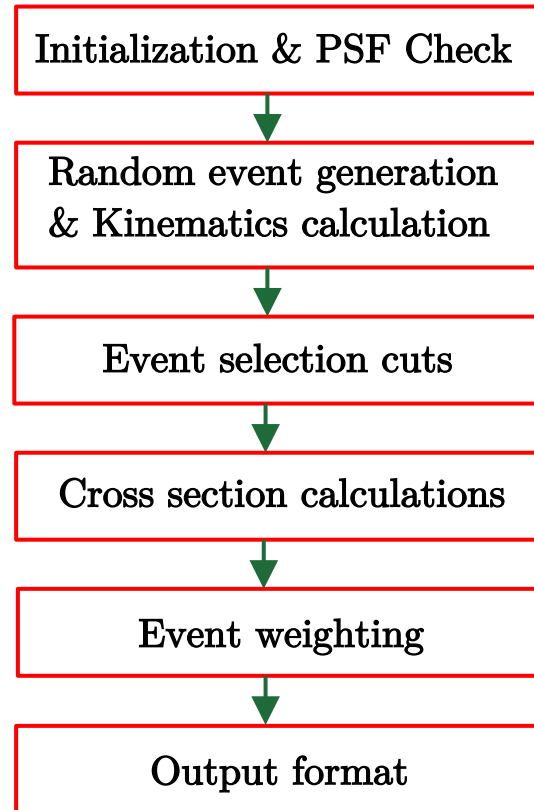 Initialization & PSF Check
Random event generation
& Kinematics calculation
Event selection cuts
Cross section calculations
Event weighting
Output format